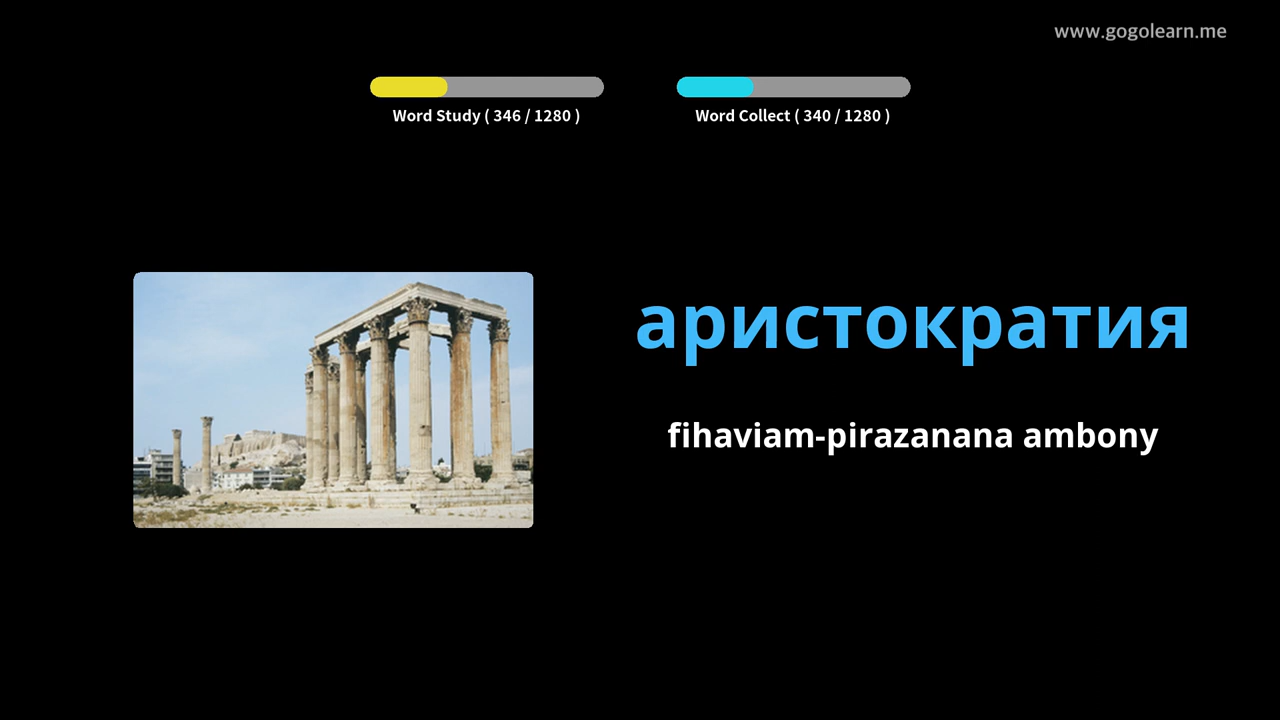 www.gogolearn.me
Word Study ( 346 / 1280 )
Word Collect ( 340 / 1280 )
аристократия
fihaviam-pirazanana ambony